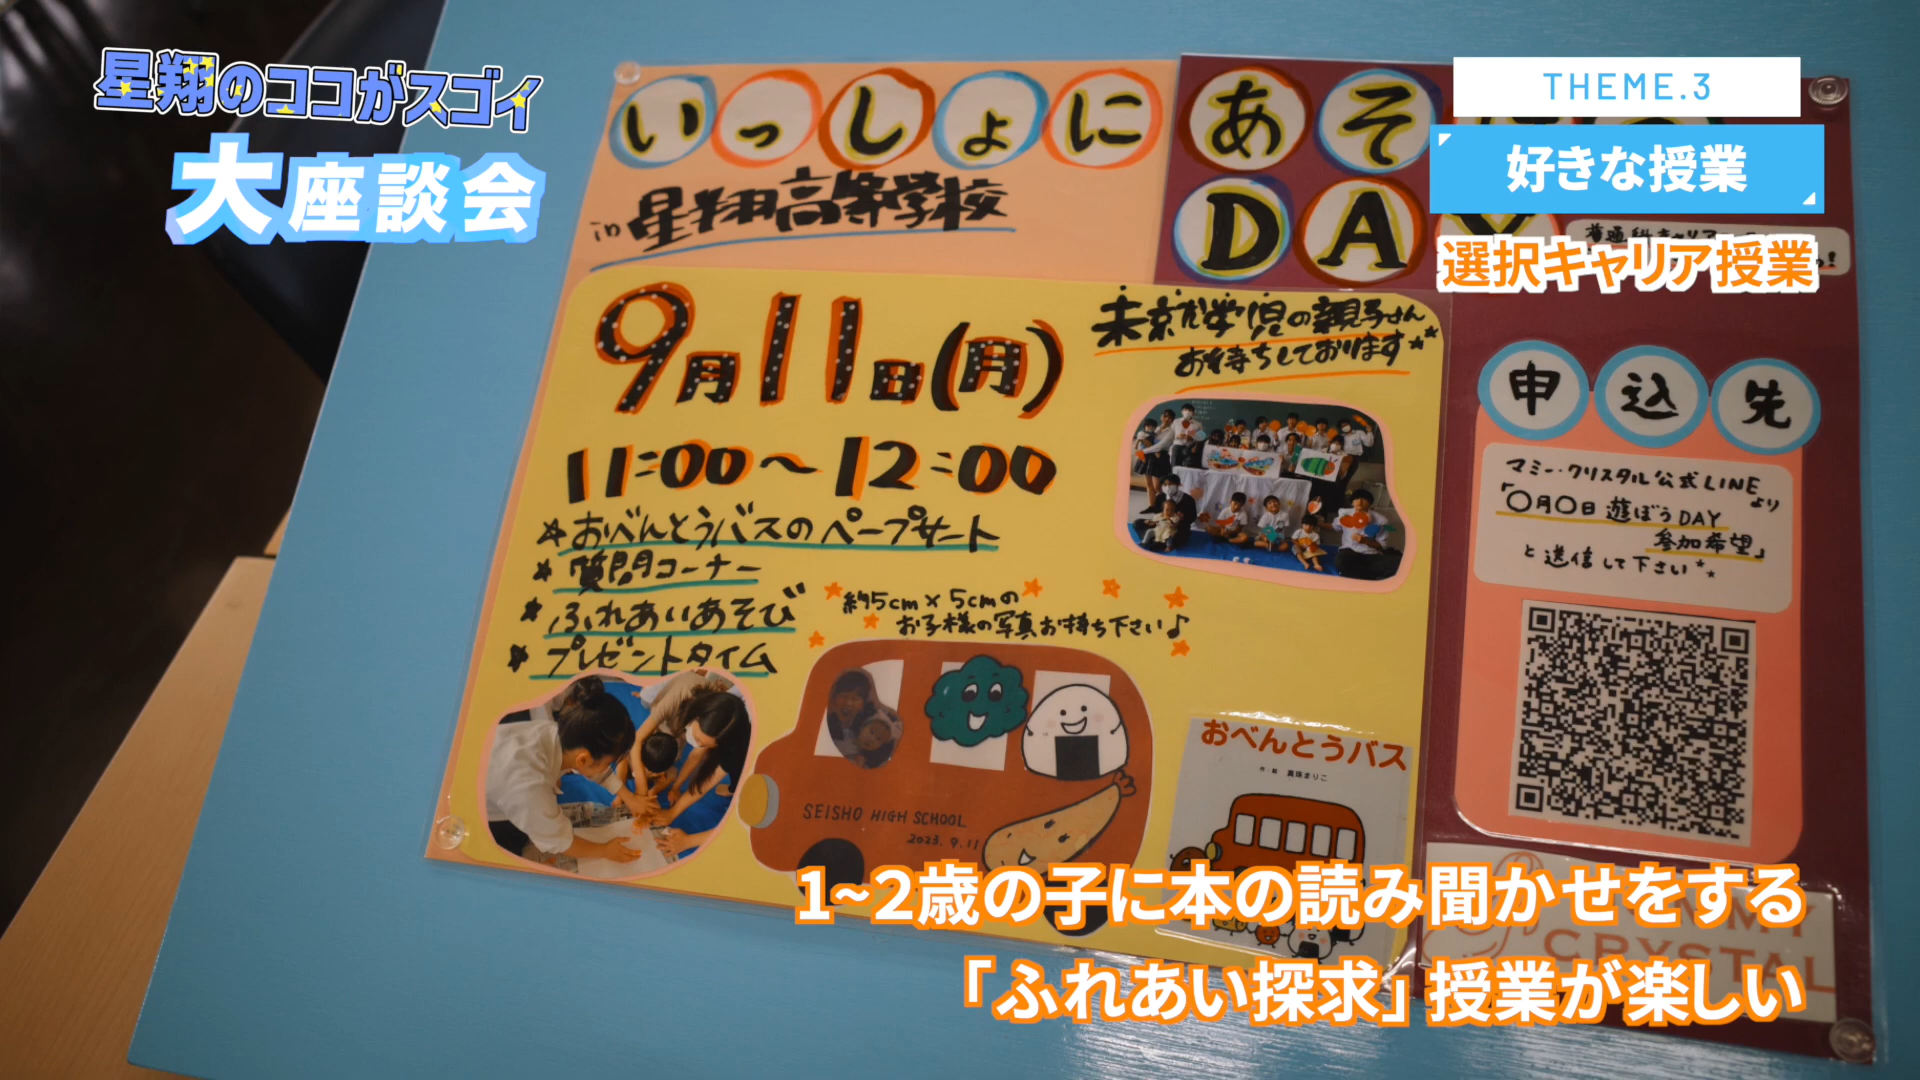 星翔のココがスゴイ
大座談会
THEME.3
好きな授業
選択キャリア授業
いっしょに
in 星翔高等学校
あそ
DA
9月11日(月)
11:00～12:00
未就学児の親子さん
お待ちしております
おべんとうバスのペープサート
質問コーナー
ふれあいあそび
プレゼントタイム
約5cm×5cmの
お子様の写真お持ち下さい♪
SEISHO HIGH SCHOOL
2023.9.11
おべんとうバス
作・絵 真珠まりこ
申込先
マミー・クリスタル公式LINEより
「〇月〇日 遊ぼうDAY
参加希望」
と送信して下さい
CRYSTAL
1~2歳の子に本の読み聞かせをする
「ふれあい探求」授業が楽しい